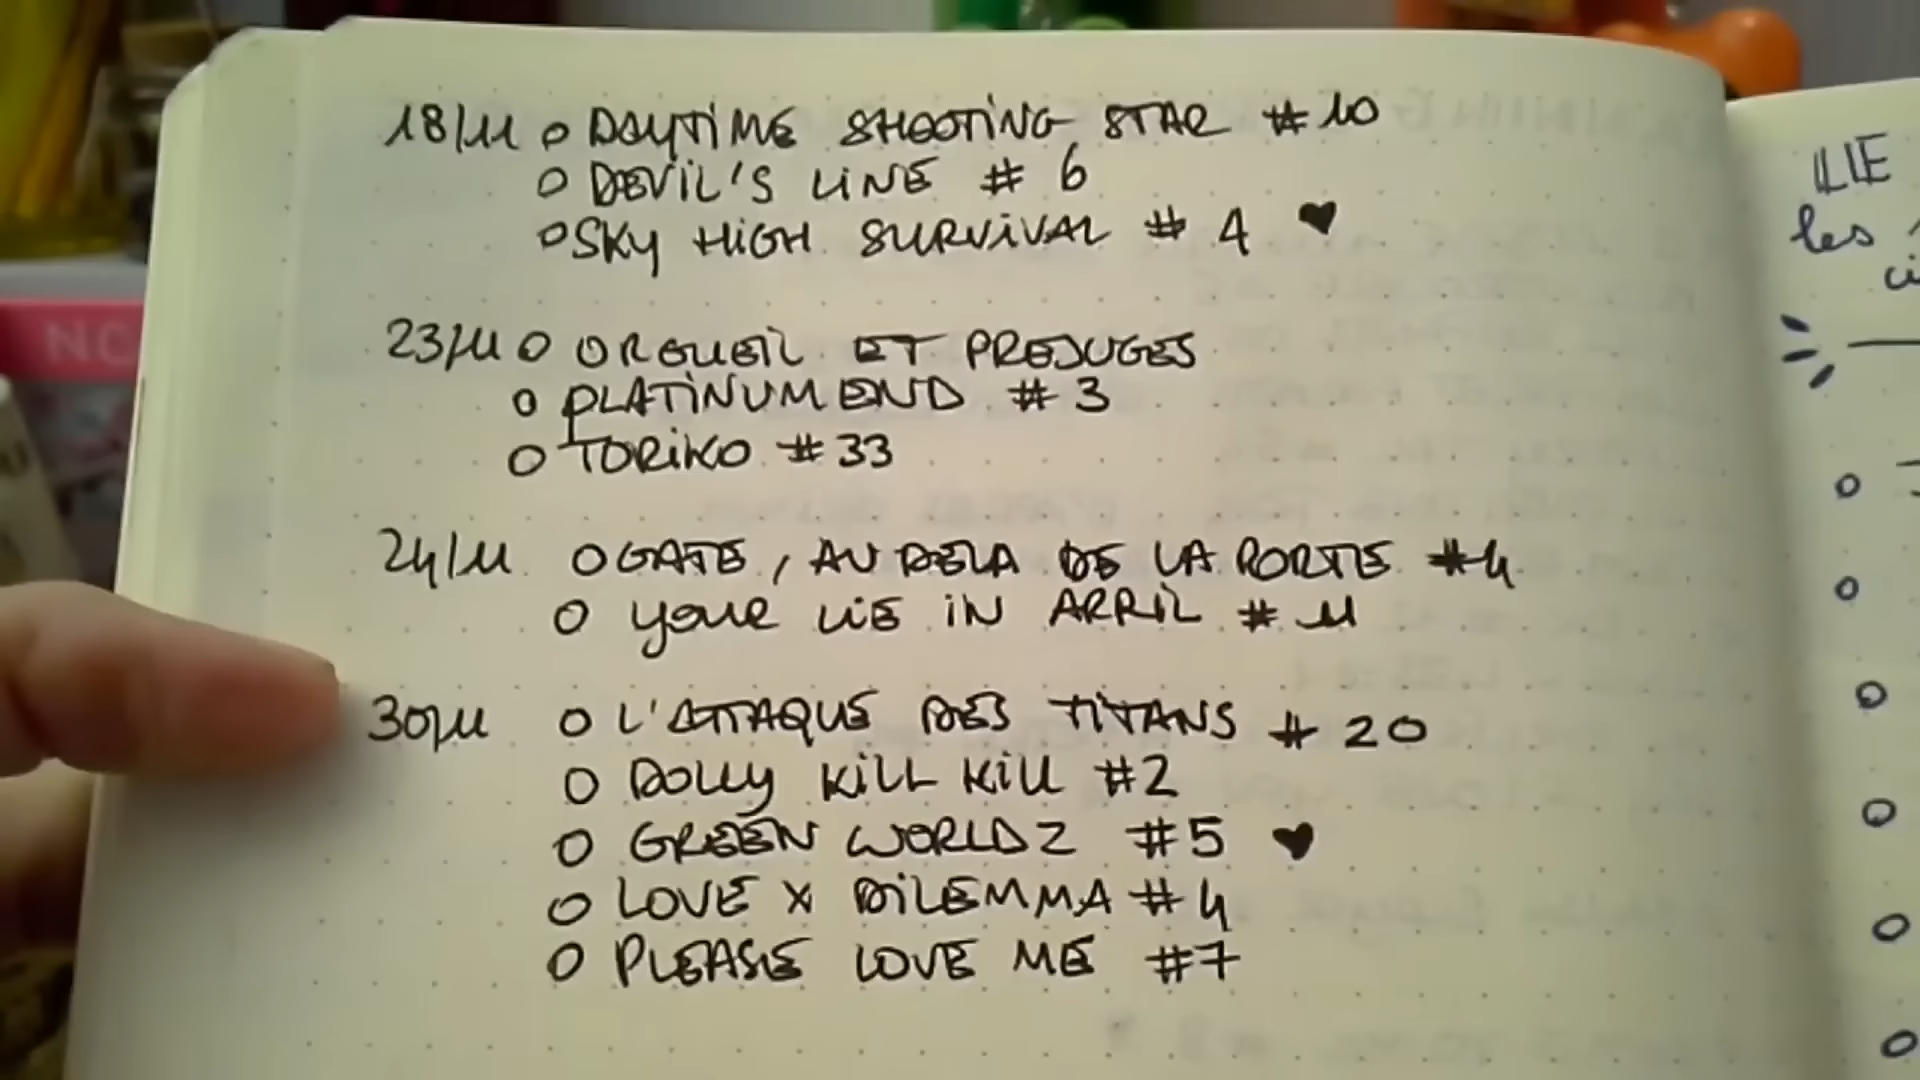 18/11 o DAYTIME SHOOTING STAR #10
o DEVIL'S LINE # 6
o SKY HIGH SURVIVAL # 4 ♥
23/11 o ORGUEIL ET PREJUGES
o PLATINUM END # 3
o TORIKO #33
24/11 o GATE, AU DELA DE LA PORTE #4
o YOUR LIE IN APRIL # 11
30/11 o L'ATTAQUE DES TITANS # 20
o DOLLY KILL KILL #2
o GREEN WORLDZ #5 ♥
o LOVE X DILEMMA #4
o PLEASE LOVE ME #7
LE
les